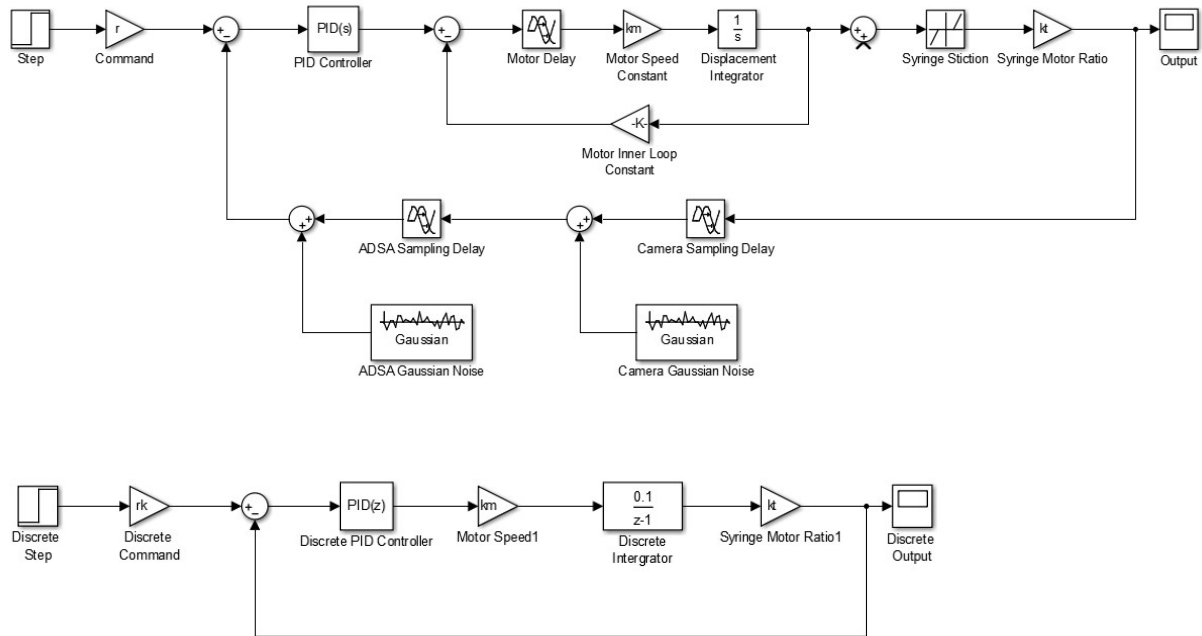 r
PID(s)
km
1
s
kt
Step
Command
PID Controller
Motor Delay
Motor Speed
Constant
Displacement
Integrator
Syringe Stiction
Syringe Motor Ratio
Output
-K-
Motor Inner Loop
Constant
ADSA Sampling Delay
Camera Sampling Delay
Gaussian
Gaussian
ADSA Gaussian Noise
Camera Gaussian Noise
rk
PID(z)
km
0.1
z-1
kt
Discrete
Step
Discrete
Command
Discrete PID Controller
Motor Speed1
Discrete
Intergrator
Syringe Motor Ratio1
Discrete
Output